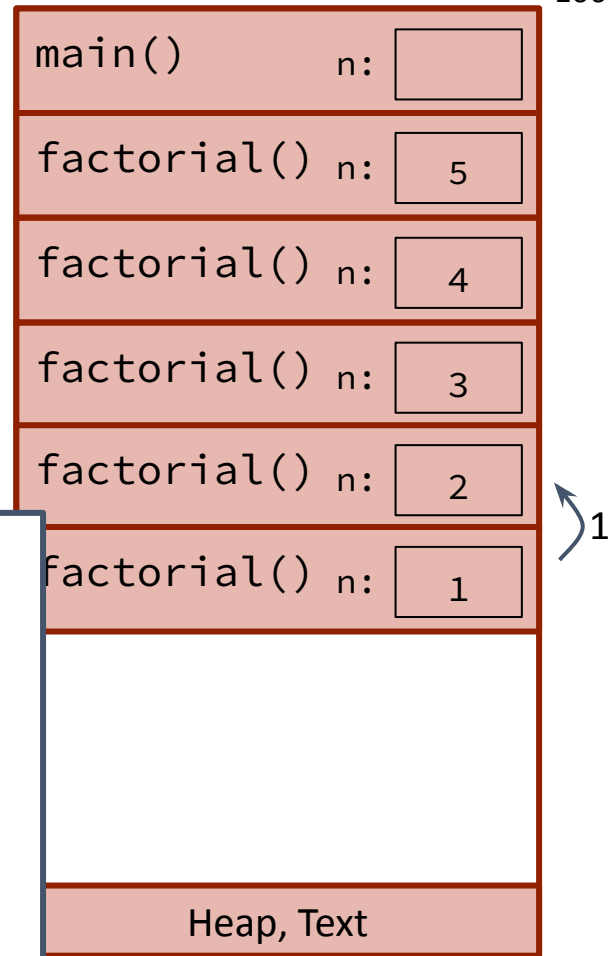 main() n:
factorial() n: 5
factorial() n: 4
factorial() n: 3
factorial() n: 2
1
factorial() n: 1
Heap, Text